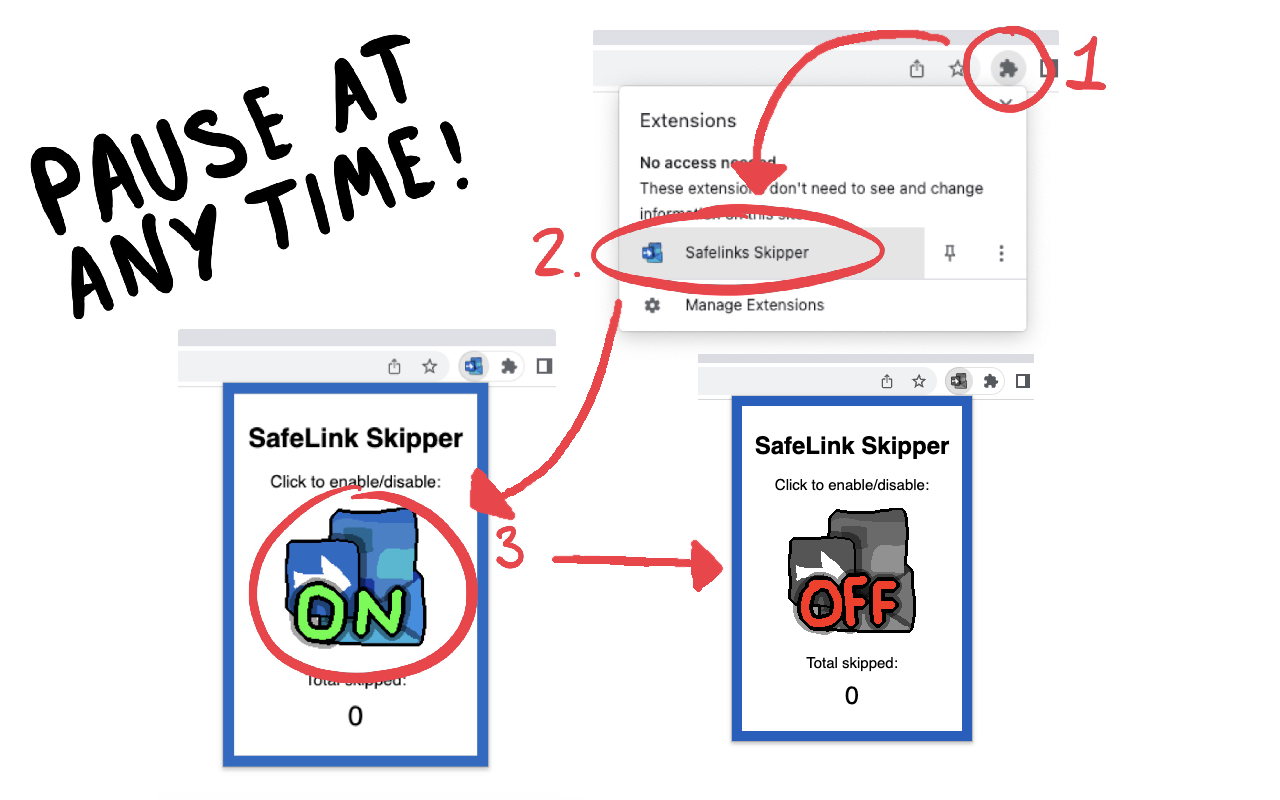 PAUSE AT
ANY TIME!
1
Extensions
No access needed
These extensions don't need to see and change
information on this site
2.
Safelinks Skipper
Manage Extensions
SafeLink Skipper
Click to enable/disable:
ON
Total skipped:
0
3
SafeLink Skipper
Click to enable/disable:
OFF
Total skipped:
0